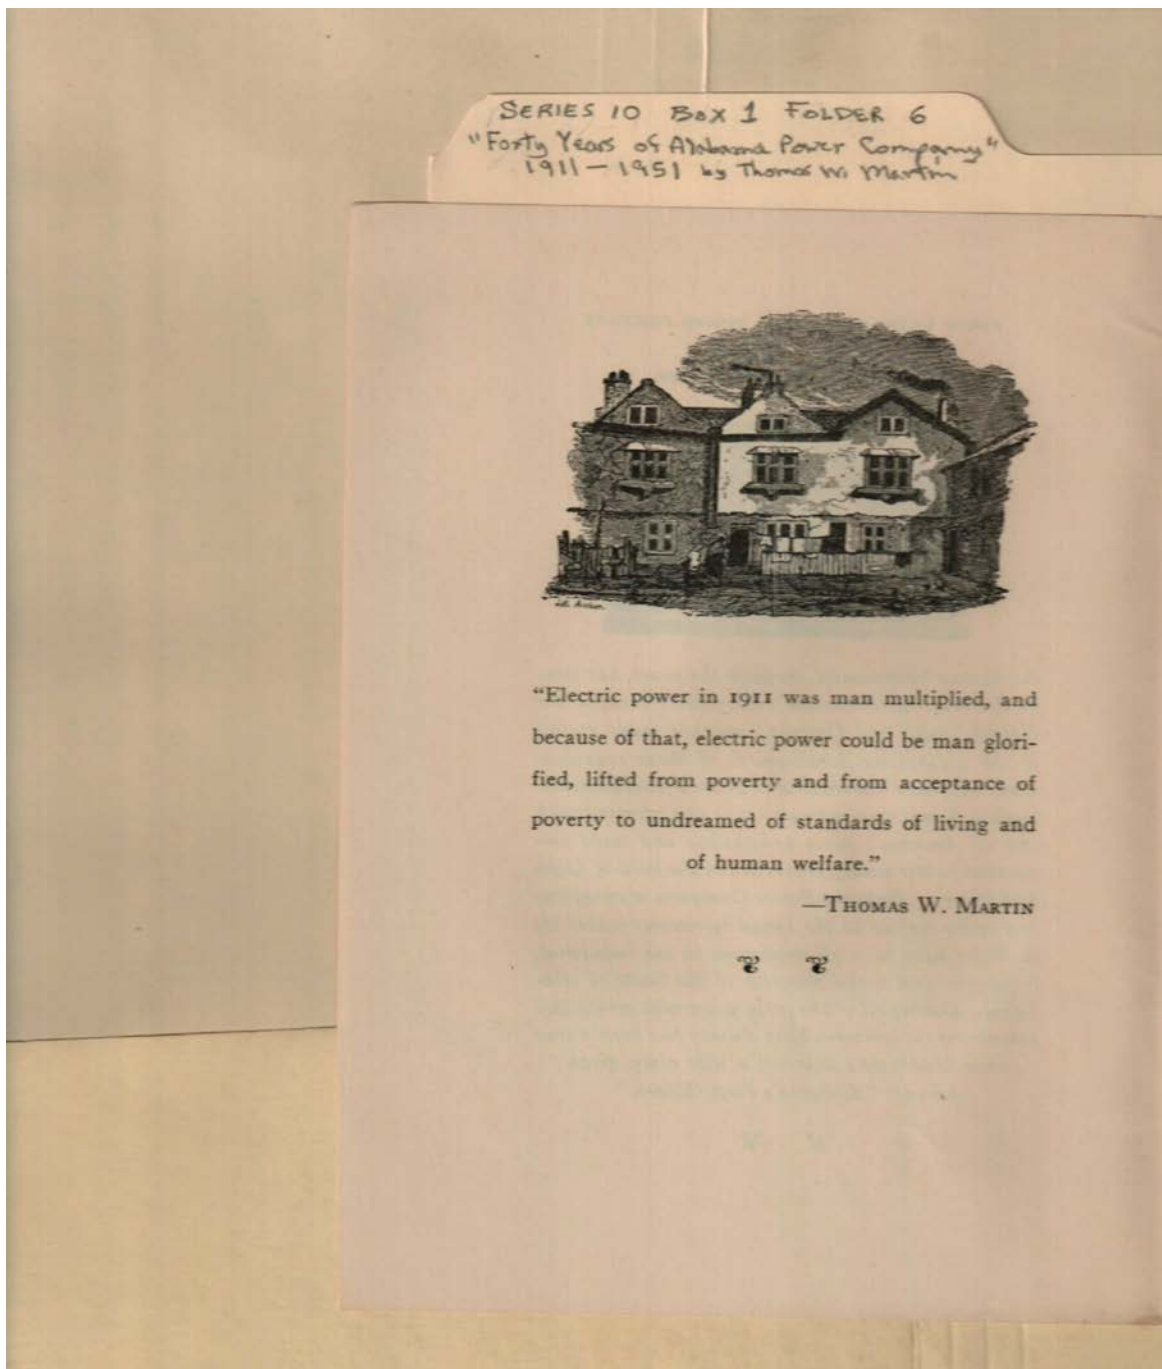 SERIES 10 BOX 1 FOLDER 6
"Forty Years of Alabama Power Company"
1911-1951 by Thomas W. Martin
“Electric power in 1911 was man multiplied, and
because of that, electric power could be man glori-
fied, lifted from poverty and from acceptance of
poverty to undreamed of standards of living and
of human welfare.”
—THOMAS W. MARTIN